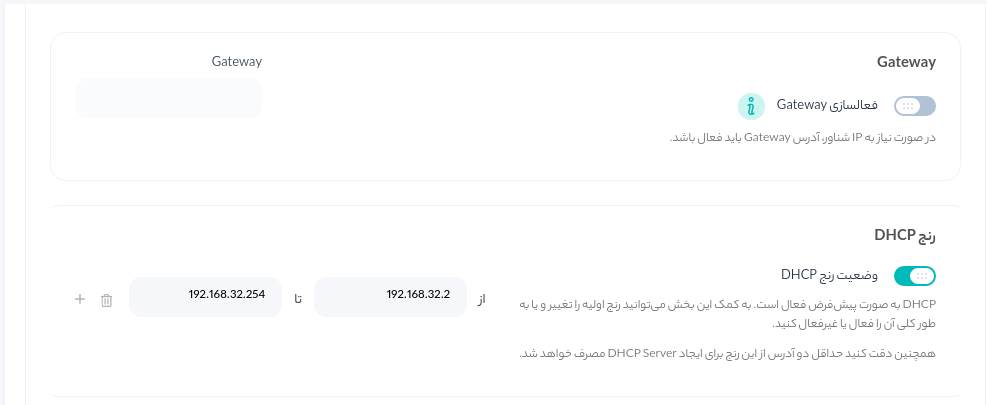 Gateway
فعالسازی Gateway
در صورت نیاز به IP شناور، آدرس Gateway باید فعال باشد.
Gateway
رنج DHCP
وضعیت رنج DHCP
DHCP به صورت پیش‌فرض فعال است. به کمک این بخش می‌توانید رنج اولیه را تغییر و یا به
طور کلی آن را فعال یا غیرفعال کنید.
همچنین دقت کنید حداقل دو آدرس از این رنج برای ایجاد DHCP Server مصرف خواهد شد.
از 192.168.32.2 تا 192.168.32.254